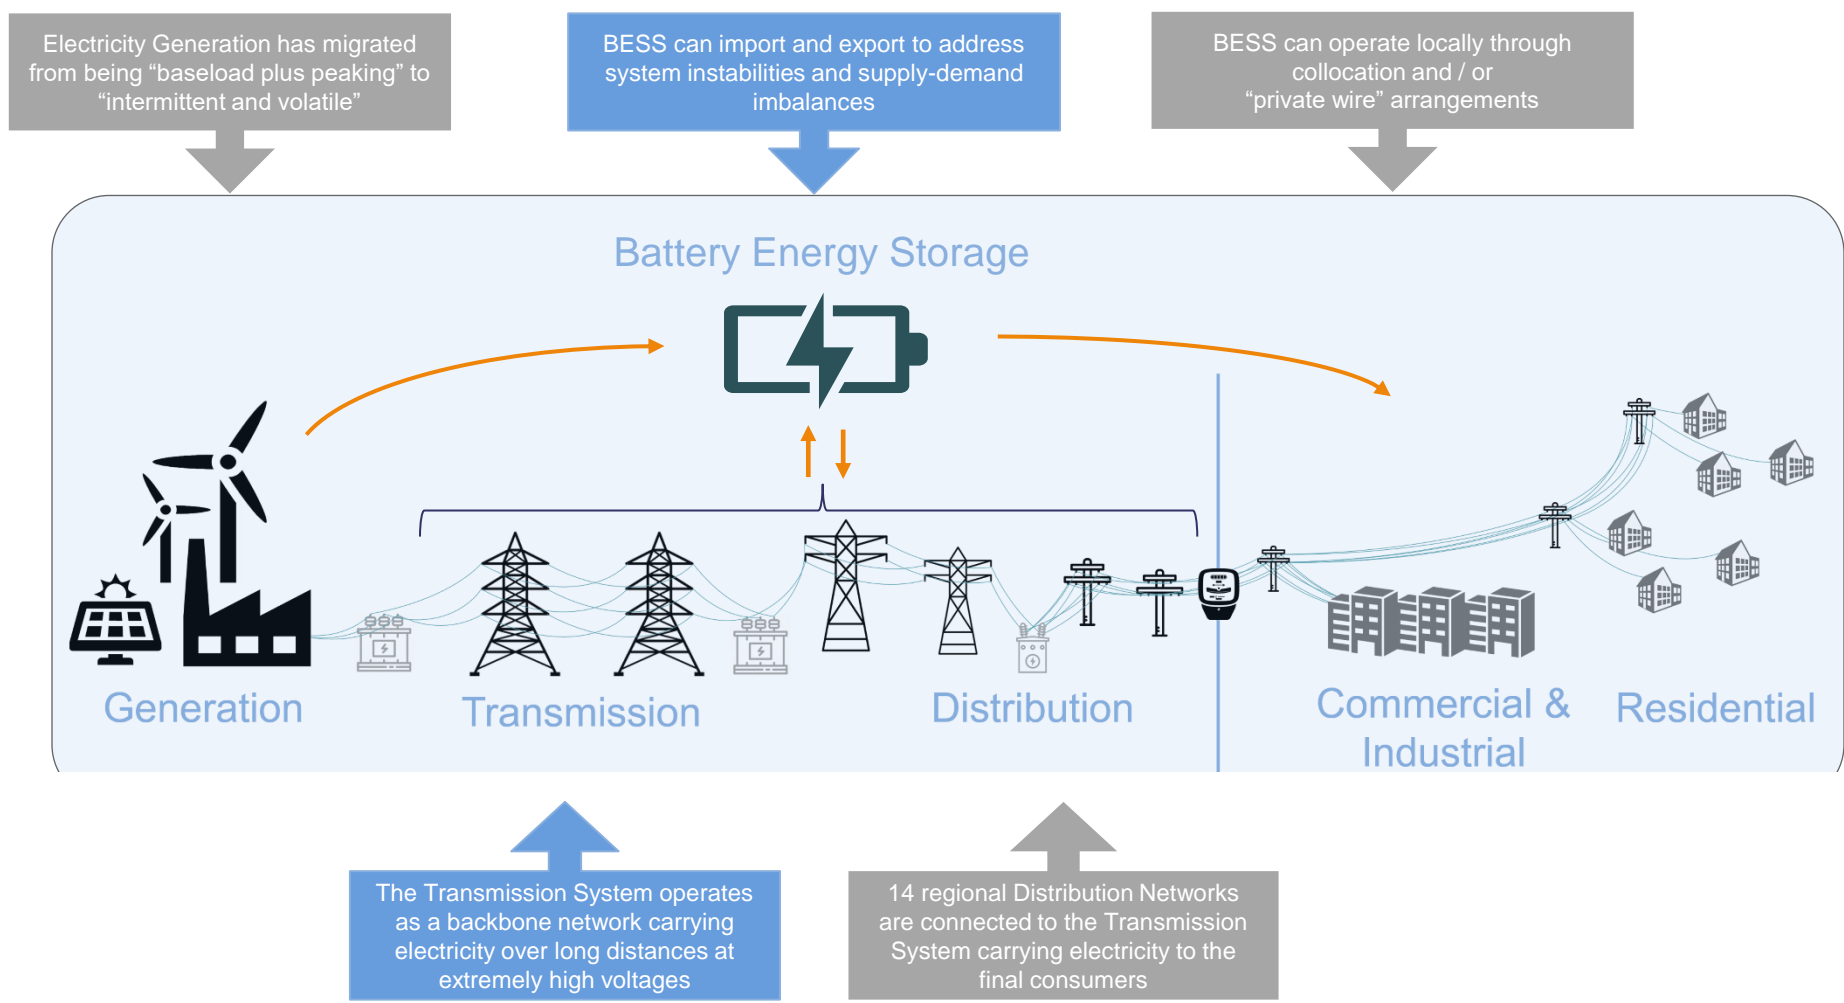 Electricity Generation has migrated
from being “baseload plus peaking” to
“intermittent and volatile”
BESS can import and export to address
system instabilities and supply-demand
imbalances
BESS can operate locally through
collocation and / or
“private wire” arrangements
Battery Energy Storage
Generation
Transmission
Distribution
Commercial &
Industrial
Residential
The Transmission System operates
as a backbone network carrying
electricity over long distances at
extremely high voltages
14 regional Distribution Networks
are connected to the Transmission
System carrying electricity to the
final consumers